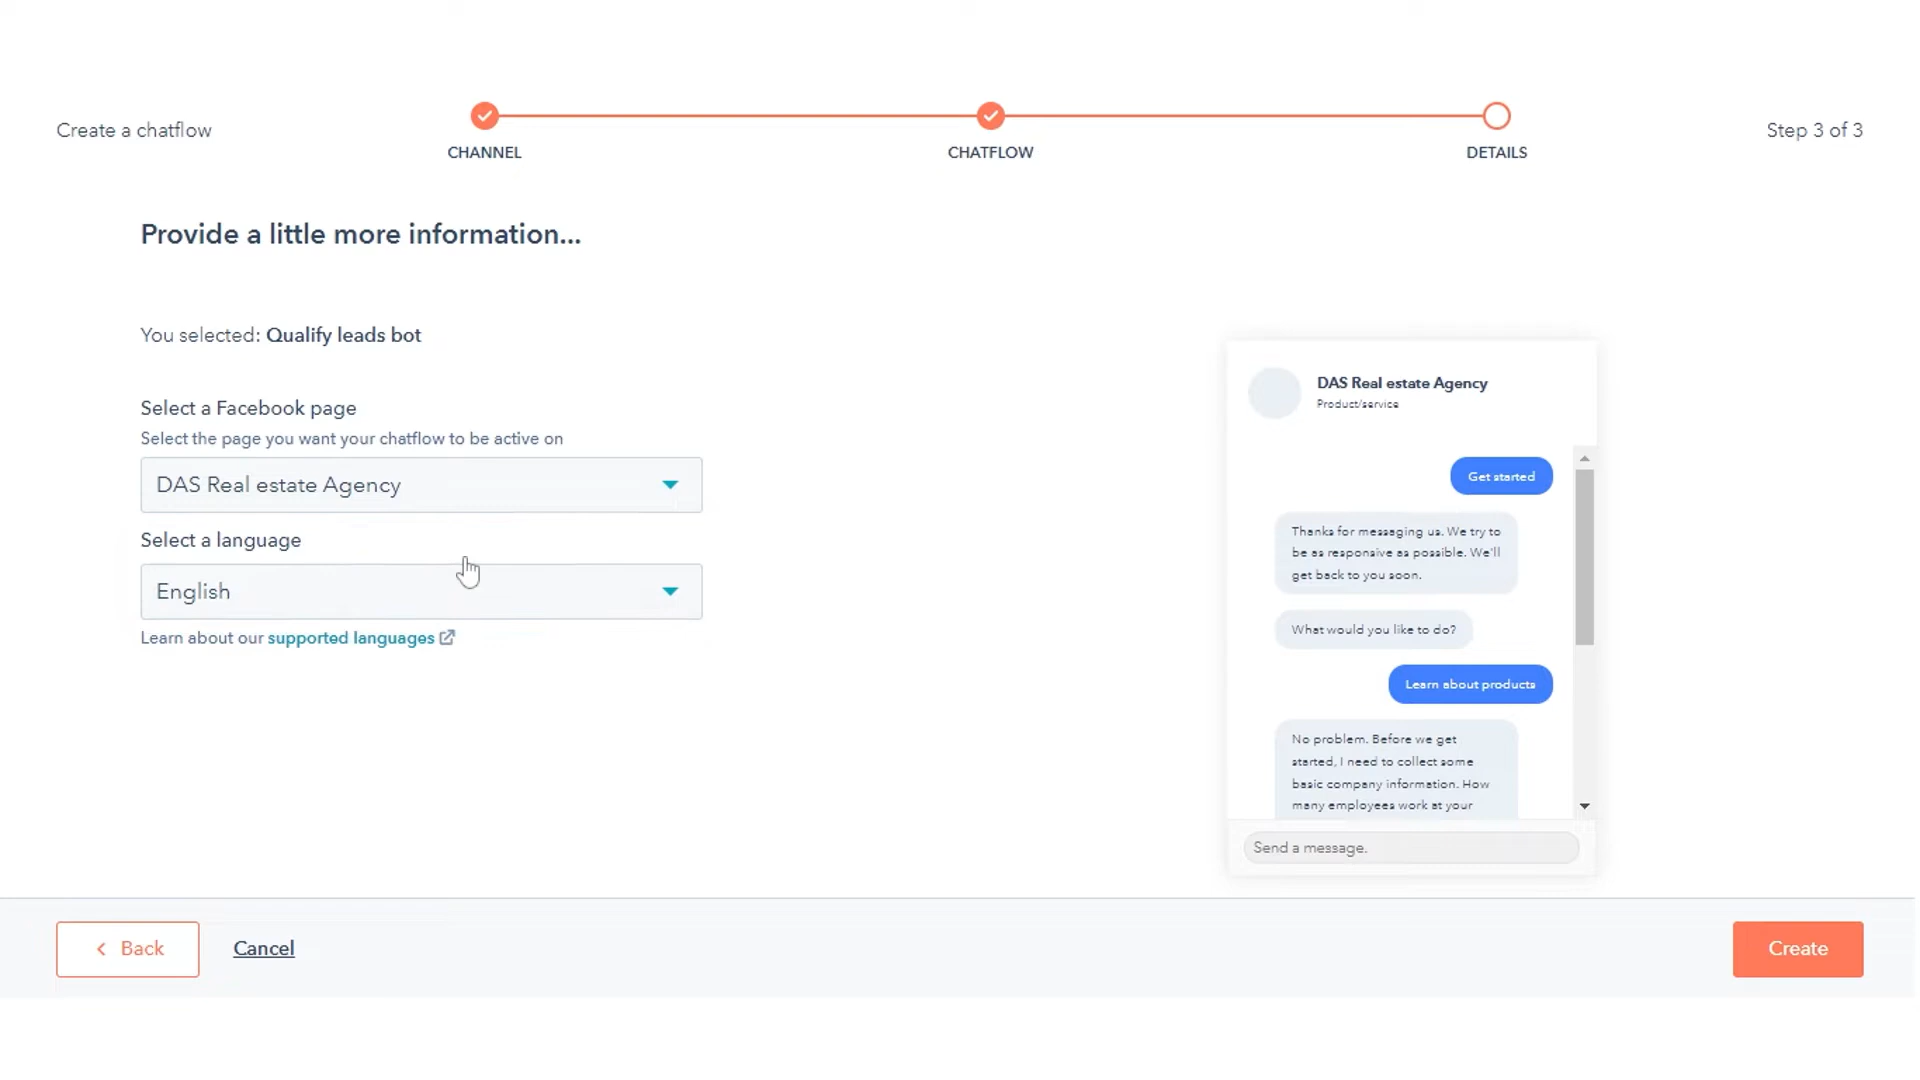 Create a chatflow
CHANNEL
CHATFLOW
DETAILS
Step 3 of 3
Provide a little more information...
You selected: Qualify leads bot
Select a Facebook page
Select the page you want your chatflow to be active on
DAS Real estate Agency
Select a language
English
Learn about our supported languages
DAS Real estate Agency
Product/service
Get started
Thanks for messaging us. We try to
be as responsive as possible. We'll
get back to you soon.
What would you like to do?
Learn about products
No problem. Before we get
started, I need to collect some
basic company information. How
many employees work at your
Send a message.
Back
Cancel
Create